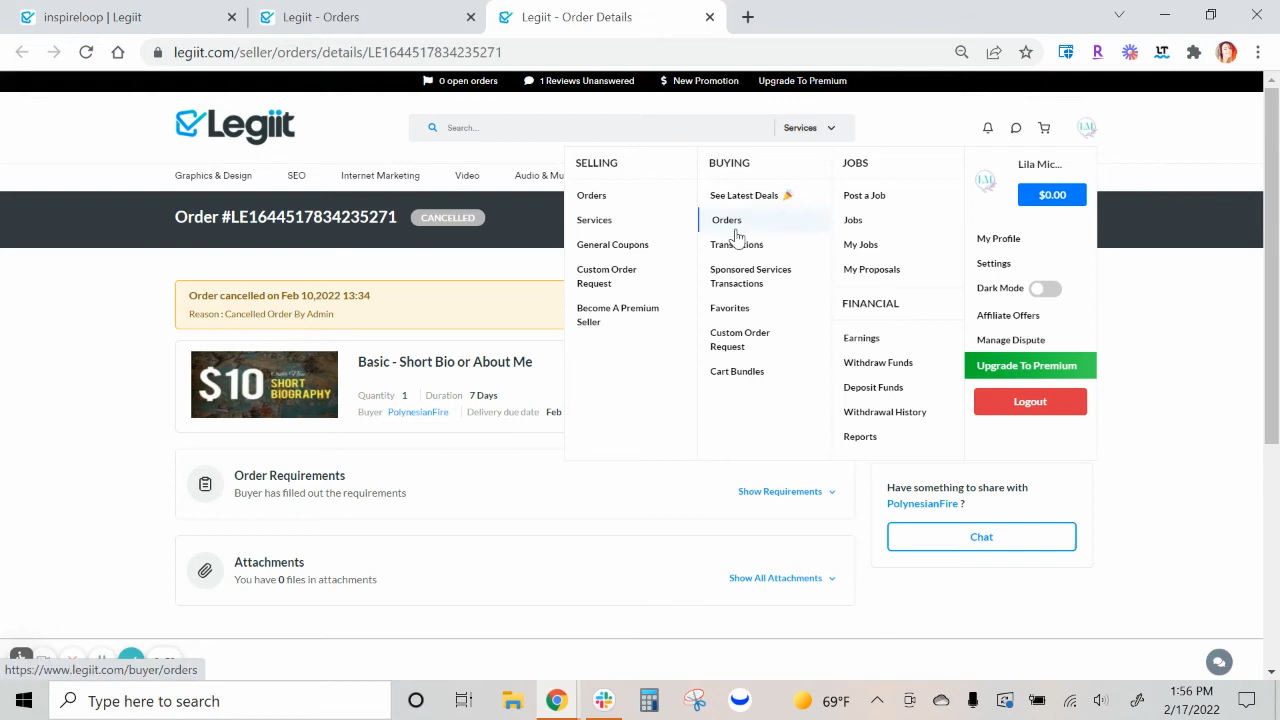 inspireloop | Legiit
Legiit - Orders
Legiit - Order Details
legiit.com/seller/orders/details/LE1644517834235271
0 open orders
1 Reviews Unanswered
$ New Promotion
Upgrade To Premium
Legiit
Search...
Services
Graphics & Design
SEO
Internet Marketing
Video
Audio & Mu
Order #LE1644517834235271
CANCELLED
Order cancelled on Feb 10,2022 13:34
Reason : Cancelled Order By Admin
$10 SHORT
BIOGRAPHY
Basic - Short Bio or About Me
Quantity 1
Duration 7 Days
Buyer PolynesianFire
Delivery due date Feb
Order Requirements
Buyer has filled out the requirements
Show Requirements
Attachments
You have 0 files in attachments
Show All Attachments
SELLING
Orders
Services
General Coupons
Custom Order
Request
Become A Premium
Seller
BUYING
See Latest Deals
Orders
Transactions
Sponsored Services
Transactions
Favorites
Custom Order
Request
Cart Bundles
JOBS
Post a Job
Jobs
My Jobs
My Proposals
FINANCIAL
Earnings
Withdraw Funds
Deposit Funds
Withdrawal History
Reports
LM
Lila Mic...
$0.00
My Profile
Settings
Dark Mode
Affiliate Offers
Manage Dispute
Upgrade To Premium
Logout
Have something to share with
PolynesianFire ?
Chat
https://www.legiit.com/buyer/orders
Type here to search
69°F
1:56 PM
2/17/2022